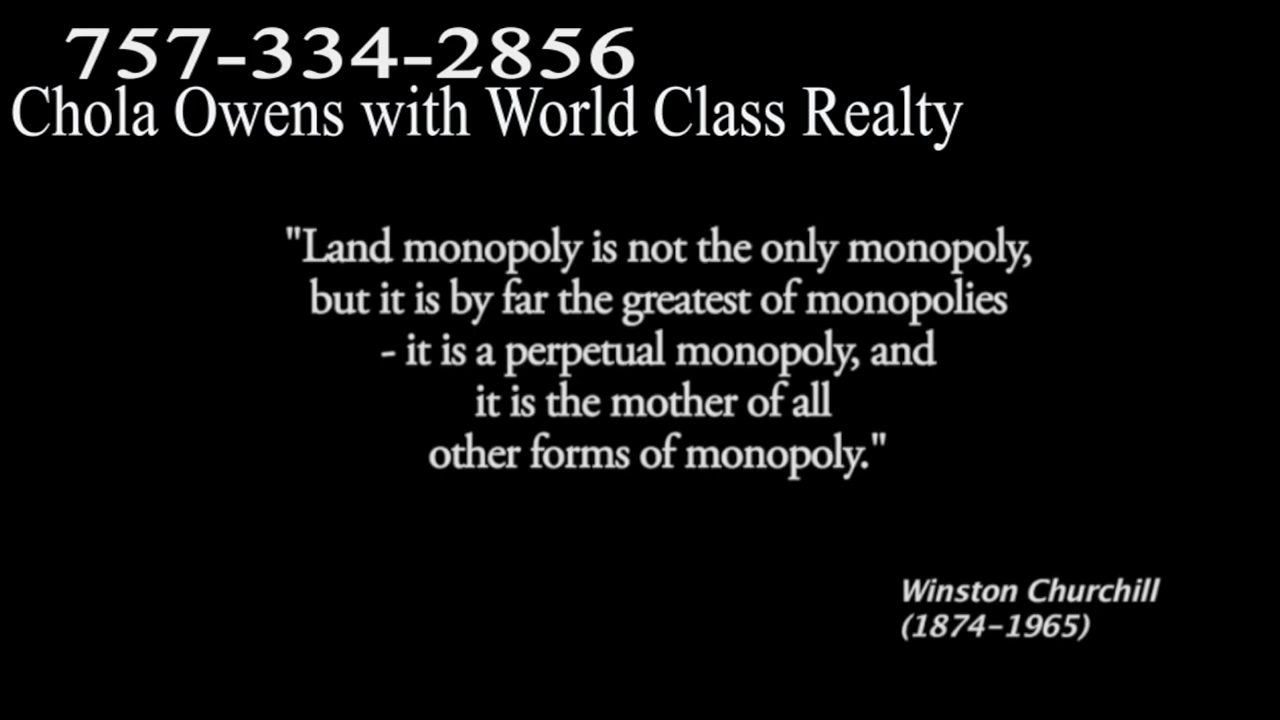 757-334-2856
Chola Owens with World Class Realty
"Land monopoly is not the only monopoly,
but it is by far the greatest of monopolies
- it is a perpetual monopoly, and
it is the mother of all
other forms of monopoly."
Winston Churchill
(1874-1965)